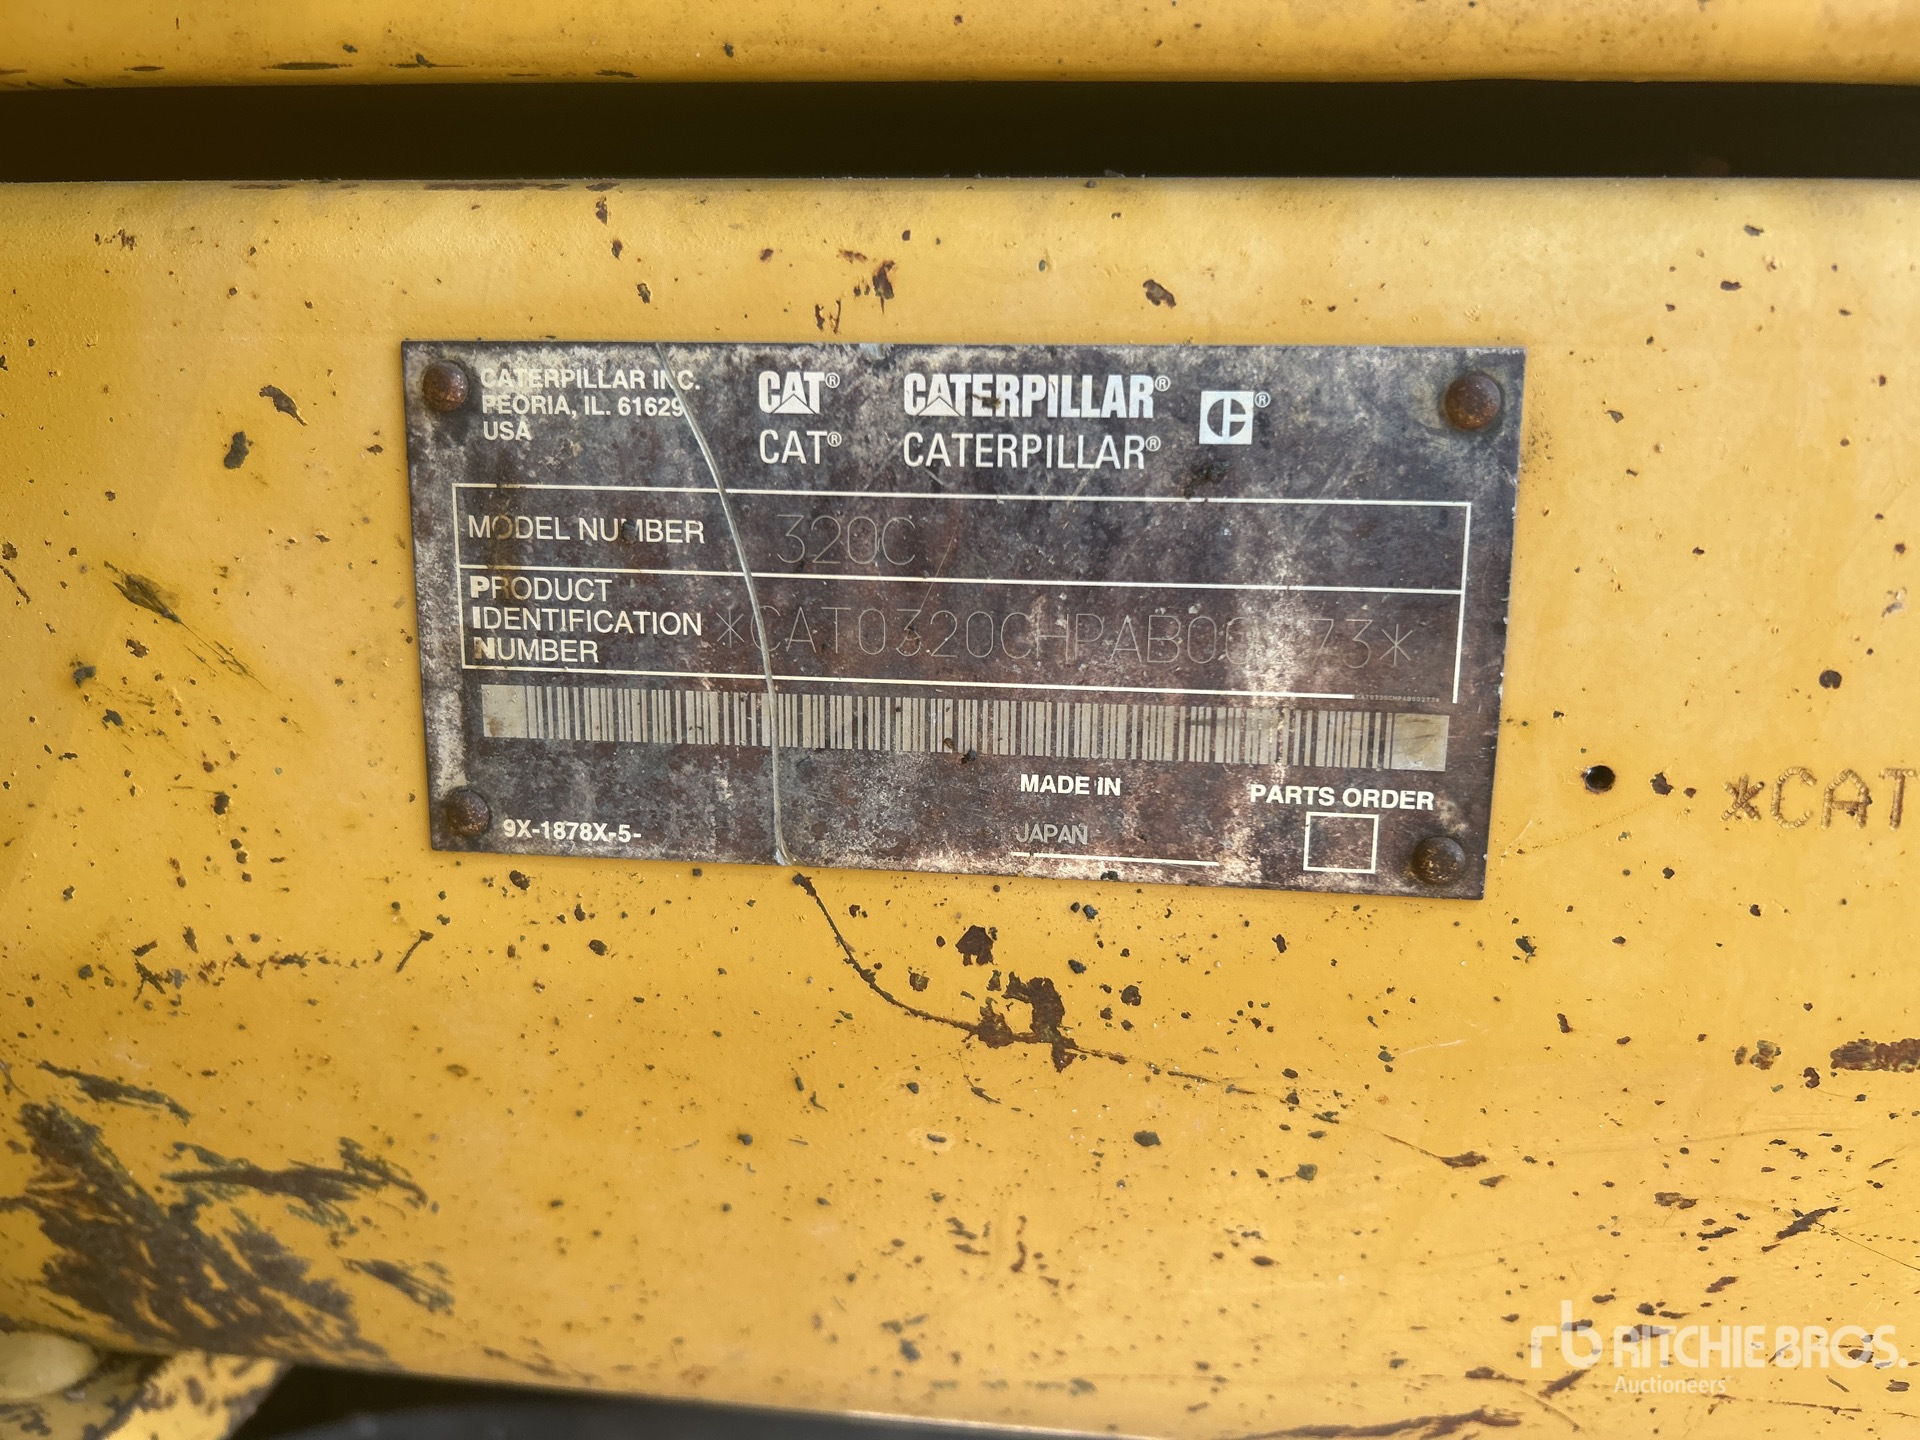 CATERPILLAR INC.
PEORIA, IL. 61629
USA
CAT® CATERPILLAR®
CAT® CATERPILLAR®
MODEL NUMBER 320C
PRODUCT
IDENTIFICATION
NUMBER
MADE IN
JAPAN
PARTS ORDER
9X-1878X-5-
*CAT
rb RITCHIE BROS.
Auctioneers